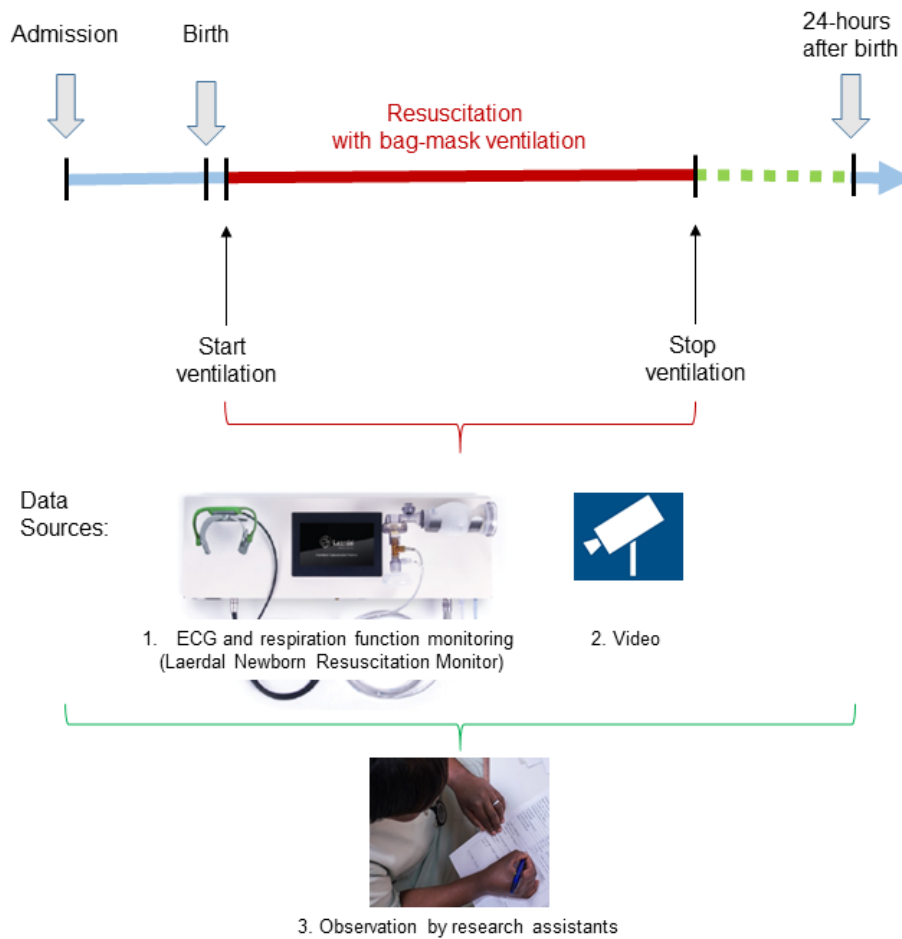 Admission
Birth
24-hours
after birth
Resuscitation
with bag-mask ventilation
Start
ventilation
Stop
ventilation
Data
Sources:
Laerdal
1. ECG and respiration function monitoring
(Laerdal Newborn Resuscitation Monitor)
2. Video
3. Observation by research assistants